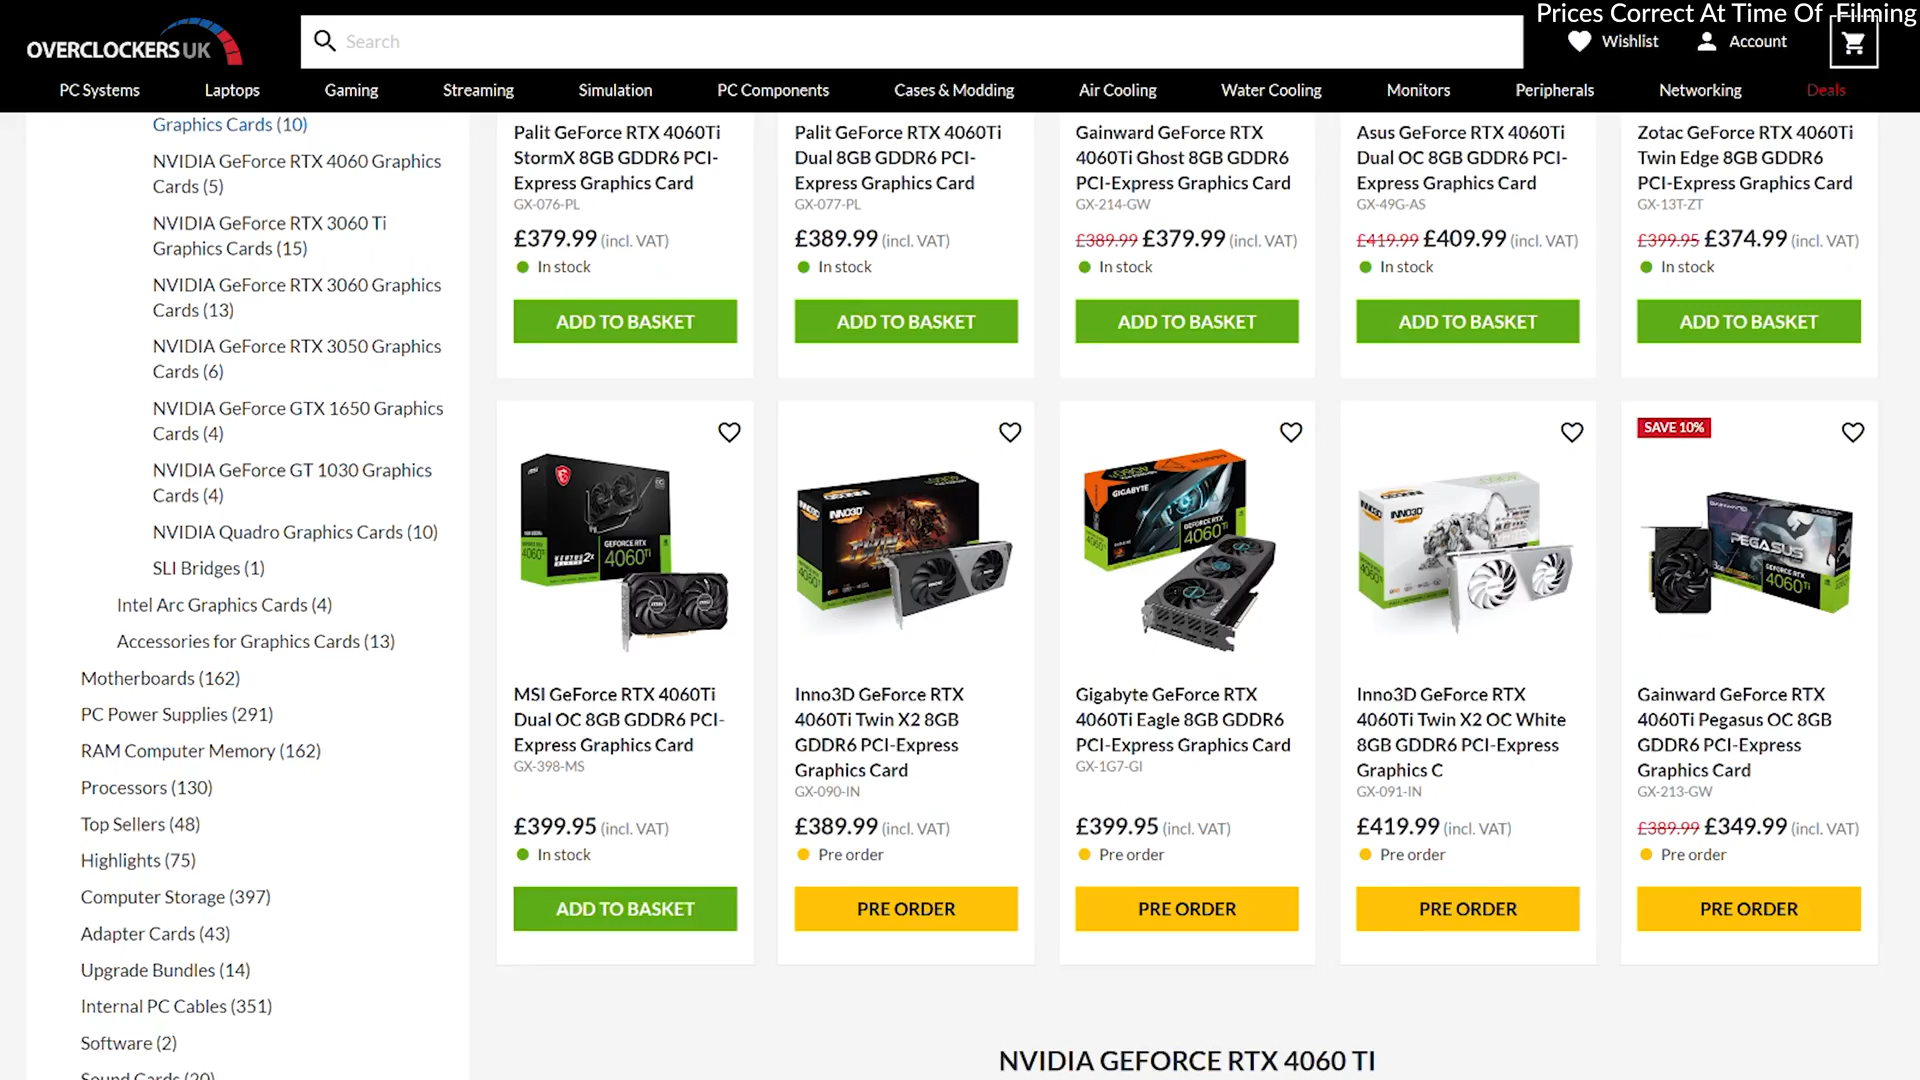 Prices Correct At Time Of Filming
OVERCLOCKERS UK
Search
Wishlist
Account
PC Systems
Laptops
Gaming
Streaming
Simulation
PC Components
Cases & Modding
Air Cooling
Water Cooling
Monitors
Peripherals
Networking
Deals
Graphics Cards (10)
NVIDIA GeForce RTX 4060 Graphics
Cards (5)
NVIDIA GeForce RTX 3060 Ti
Graphics Cards (15)
NVIDIA GeForce RTX 3060 Graphics
Cards (13)
NVIDIA GeForce RTX 3050 Graphics
Cards (6)
NVIDIA GeForce GTX 1650 Graphics
Cards (4)
NVIDIA GeForce GT 1030 Graphics
Cards (4)
NVIDIA Quadro Graphics Cards (10)
SLI Bridges (1)
Intel Arc Graphics Cards (4)
Accessories for Graphics Cards (13)
Motherboards (162)
PC Power Supplies (291)
RAM Computer Memory (162)
Processors (130)
Top Sellers (48)
Highlights (75)
Computer Storage (397)
Adapter Cards (43)
Upgrade Bundles (14)
Internal PC Cables (351)
Software (2)
Sound Cards (20)
Palit GeForce RTX 4060Ti
StormX 8GB GDDR6 PCI-
Express Graphics Card
GX-076-PL
£379.99 (incl. VAT)
In stock
ADD TO BASKET
Palit GeForce RTX 4060Ti
Dual 8GB GDDR6 PCI-
Express Graphics Card
GX-077-PL
£389.99 (incl. VAT)
In stock
ADD TO BASKET
Gainward GeForce RTX
4060Ti Ghost 8GB GDDR6
PCI-Express Graphics Card
GX-214-GW
£389.99 £379.99 (incl. VAT)
In stock
ADD TO BASKET
Asus GeForce RTX 4060Ti
Dual OC 8GB GDDR6 PCI-
Express Graphics Card
GX-49G-AS
£419.99 £409.99 (incl. VAT)
In stock
ADD TO BASKET
Zotac GeForce RTX 4060Ti
Twin Edge 8GB GDDR6
PCI-Express Graphics Card
GX-13T-ZT
£399.95 £374.99 (incl. VAT)
In stock
ADD TO BASKET
VENTUS 2X
GEFORCE RTX
4060Ti
MSI GeForce RTX 4060Ti
Dual OC 8GB GDDR6 PCI-
Express Graphics Card
GX-398-MS
£399.95 (incl. VAT)
In stock
ADD TO BASKET
INNO3D
Inno3D GeForce RTX
4060Ti Twin X2 8GB
GDDR6 PCI-Express
Graphics Card
GX-090-IN
£389.99 (incl. VAT)
Pre order
PRE ORDER
GIGABYTE
GEFORCE RTX
4060Ti
Gigabyte GeForce RTX
4060Ti Eagle 8GB GDDR6
PCI-Express Graphics Card
GX-1G7-GI
£399.95 (incl. VAT)
Pre order
PRE ORDER
INNO3D
Inno3D GeForce RTX
4060Ti Twin X2 OC White
8GB GDDR6 PCI-Express
Graphics C
GX-091-IN
£419.99 (incl. VAT)
Pre order
PRE ORDER
SAVE 10%
GAINWARD
PEGASUS
GEFORCE RTX
4060Ti
Gainward GeForce RTX
4060Ti Pegasus OC 8GB
GDDR6 PCI-Express
Graphics Card
GX-213-GW
£389.99 £349.99 (incl. VAT)
Pre order
PRE ORDER
NVIDIA GEFORCE RTX 4060 TI